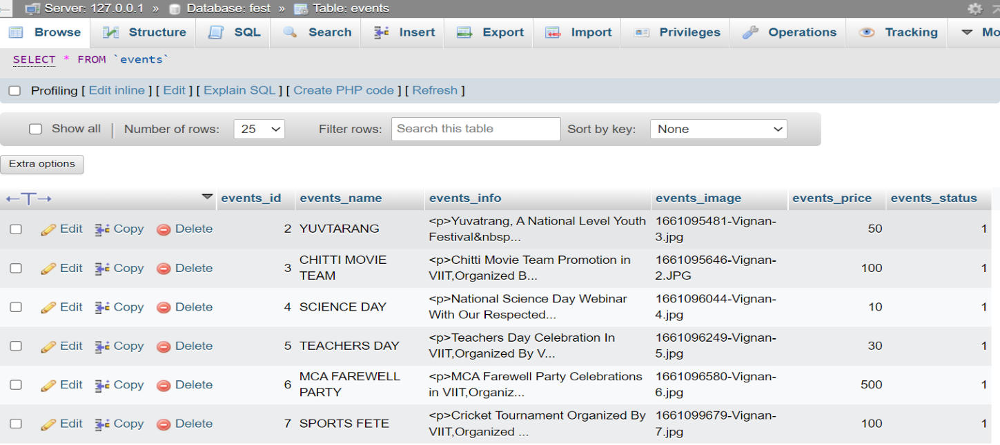 Server: 127.0.0.1 » Database: fest » Table: events
Browse Structure SQL Search Insert Export Import Privileges Operations Tracking Mo
SELECT * FROM `events`
Profiling [ Edit inline ] [ Edit ] [ Explain SQL ] [ Create PHP code ] [ Refresh ]
Show all | Number of rows: 25 Filter rows: Search this table Sort by key: None
Extra options
←T→ events_id events_name events_info events_image events_price events_status
Edit Copy Delete 2 YUVTARANG <p>Yuvatrang, A National Level Youth Festival&nbsp... 1661095481-Vignan-3.jpg 50 1
Edit Copy Delete 3 CHITTI MOVIE TEAM <p>Chitti Movie Team Promotion in VIIT,Organized B... 1661095646-Vignan-2.JPG 100 1
Edit Copy Delete 4 SCIENCE DAY <p>National Science Day Webinar With Our Respected... 1661096044-Vignan-4.jpg 10 1
Edit Copy Delete 5 TEACHERS DAY <p>Teachers Day Celebration In VIIT,Organized By V... 1661096249-Vignan-5.jpg 30 1
Edit Copy Delete 6 MCA FAREWELL PARTY <p>MCA Farewell Party Celebrations in VIIT,Organiz... 1661096580-Vignan-6.jpg 500 1
Edit Copy Delete 7 SPORTS FETE <p>Cricket Tournament Organized By VIIT,Organized ... 1661099679-Vignan-7.jpg 100 1